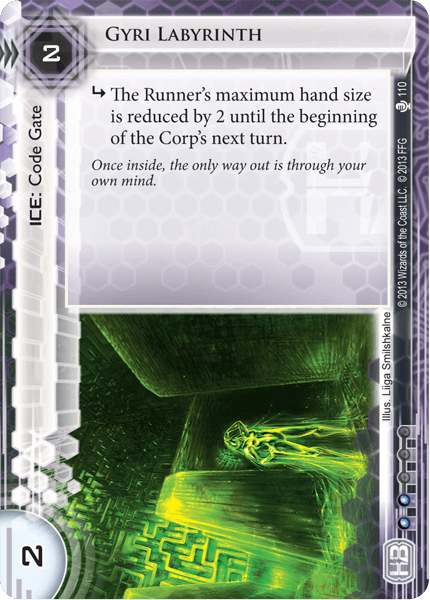 GYRI LABYRINTH
2
ICE: Code Gate
↳ The Runner's maximum hand size
is reduced by 2 until the beginning
of the Corp's next turn.
Once inside, the only way out is through your
own mind.
110
© 2013 Wizards of the Coast LLC. © 2013 FFG
Illus. Liiga Smilshkalne
2
HB